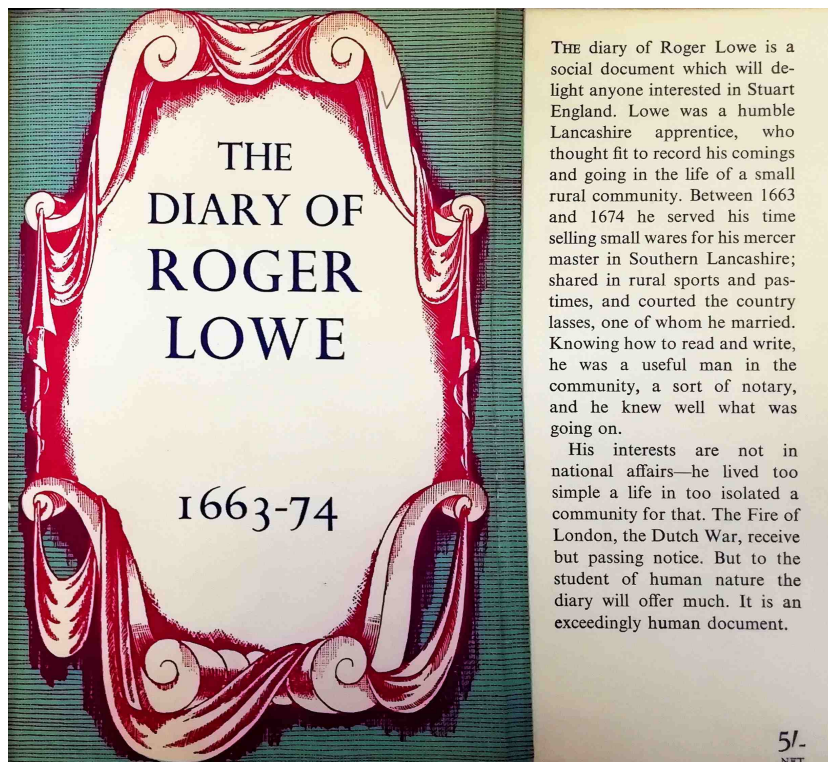 THE
DIARY OF
ROGER
LOWE
1663-74
THE diary of Roger Lowe is a
social document which will de-
light anyone interested in Stuart
England. Lowe was a humble
Lancashire apprentice, who
thought fit to record his comings
and going in the life of a small
rural community. Between 1663
and 1674 he served his time
selling small wares for his mercer
master in Southern Lancashire;
shared in rural sports and pas-
times, and courted the country
lasses, one of whom he married.
Knowing how to read and write,
he was a useful man in the
community, a sort of notary,
and he knew well what was
going on.
His interests are not in
national affairs—he lived too
simple a life in too isolated a
community for that. The Fire of
London, the Dutch War, receive
but passing notice. But to the
student of human nature the
diary will offer much. It is an
exceedingly human document.
5/-
NET